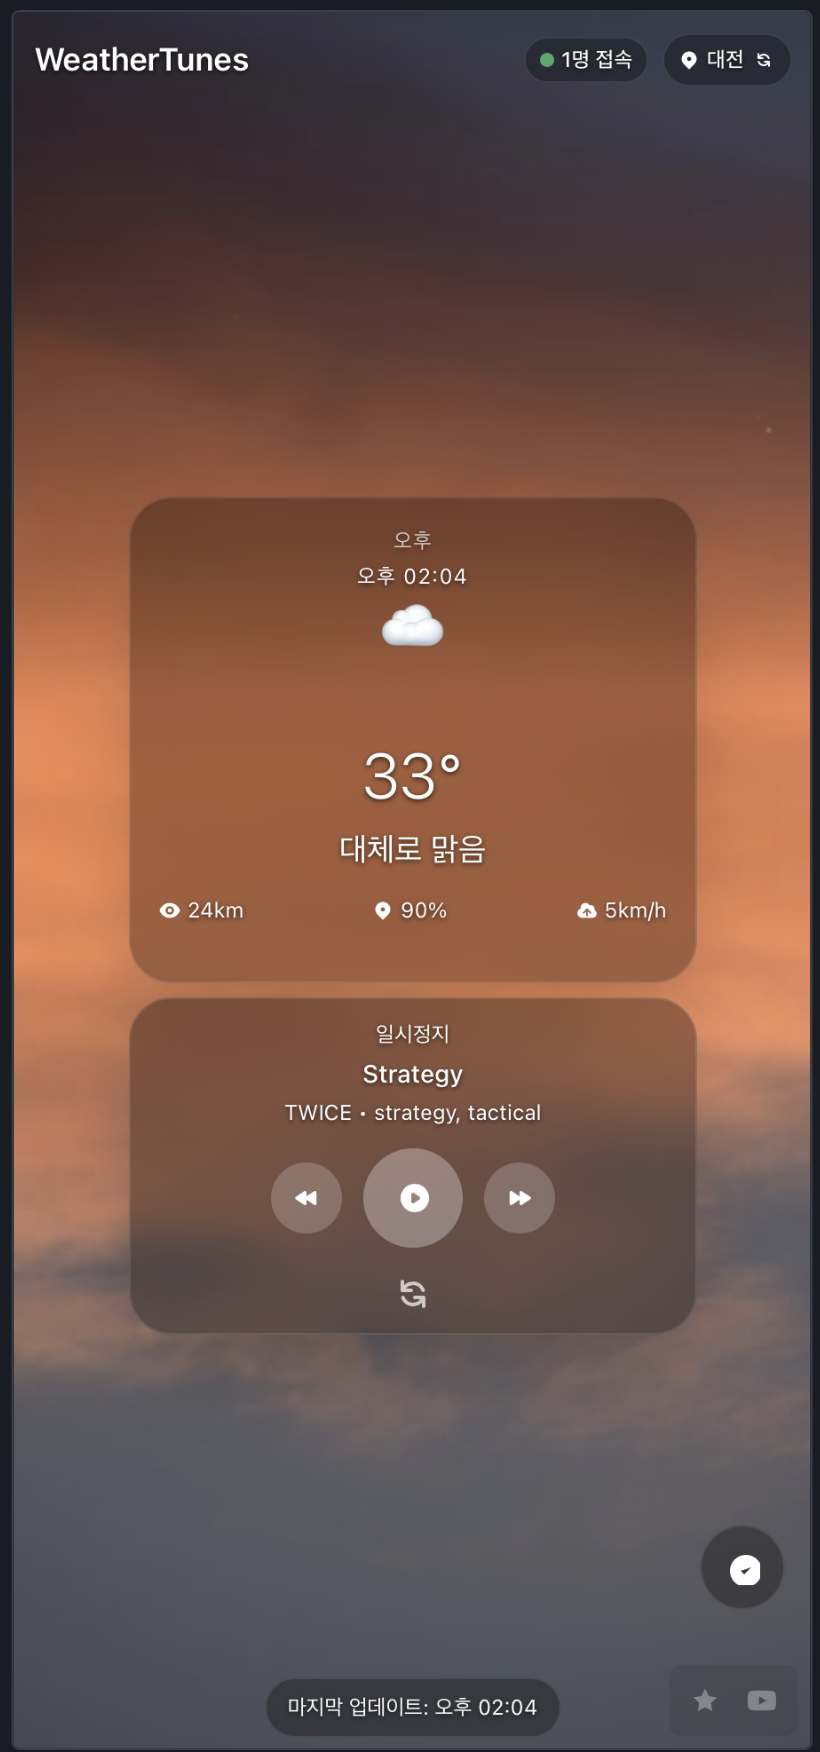 WeatherTunes
1명 접속
대전
오후
오후 02:04
33°
대체로 맑음
24km
90%
5km/h
일시정지
Strategy
TWICE • strategy, tactical
마지막 업데이트: 오후 02:04